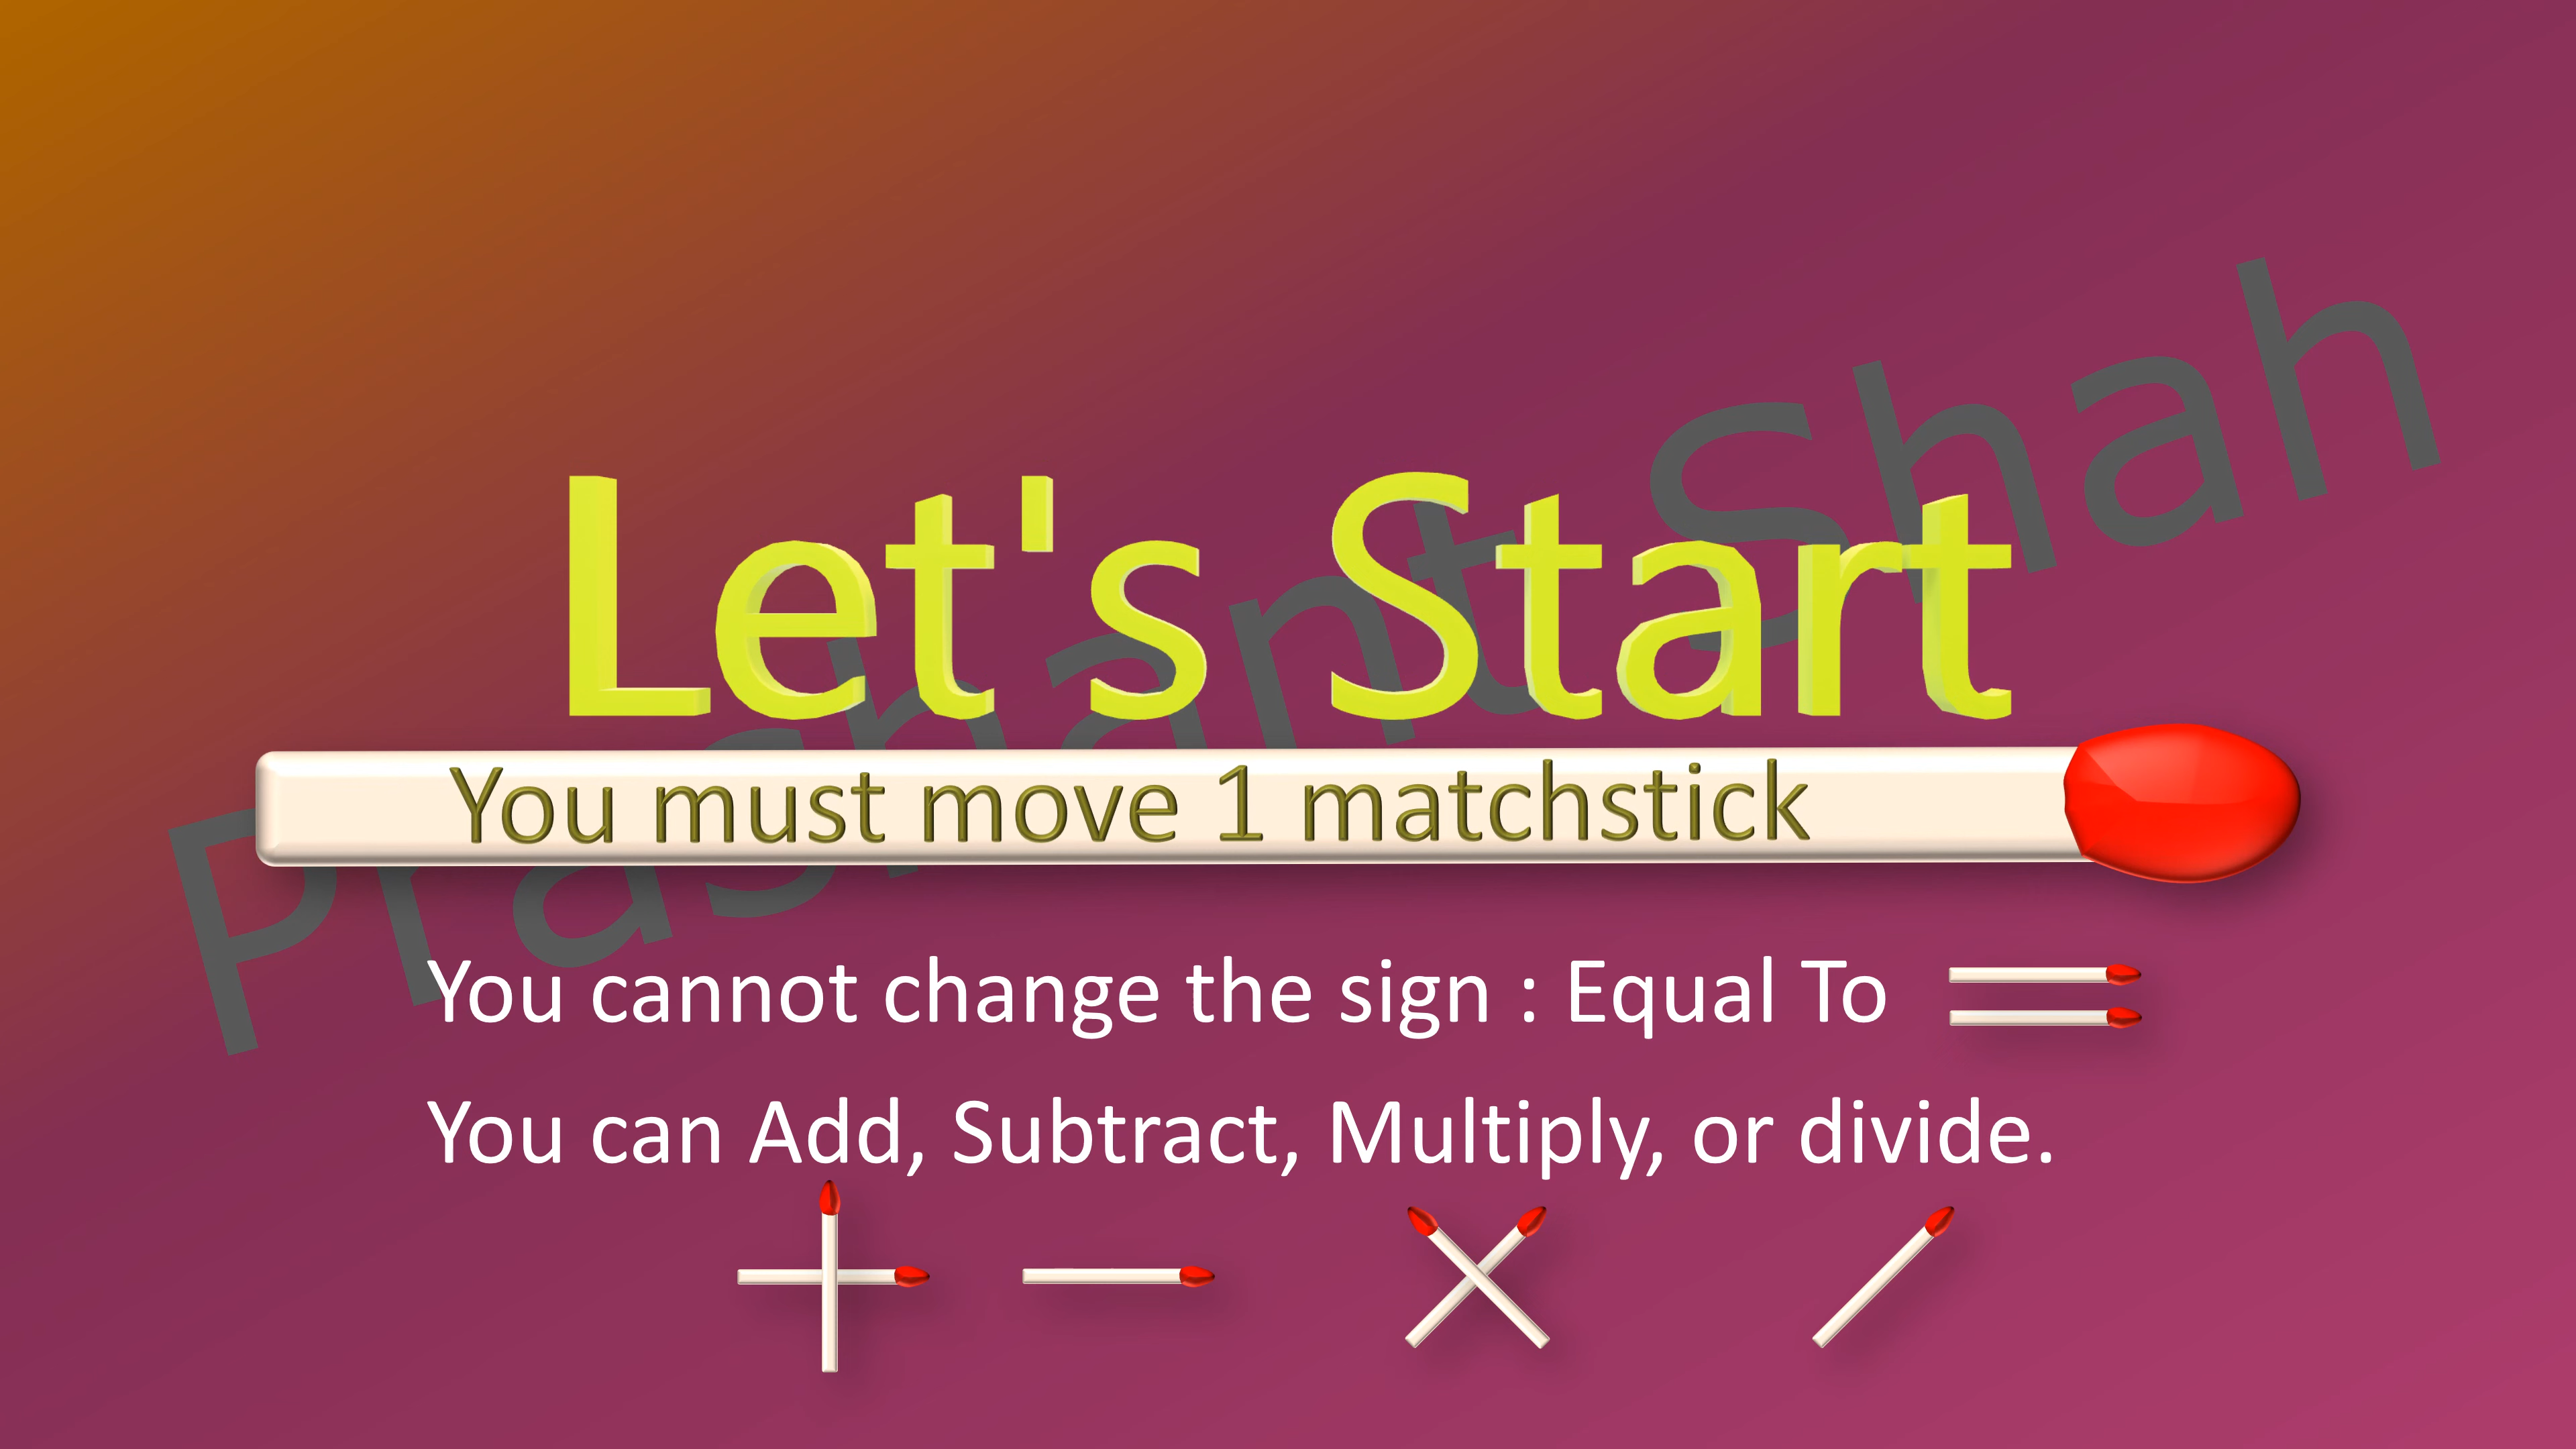 Let's Start
Prashant Shah
You must move 1 matchstick
You cannot change the sign : Equal To
You can Add, Subtract, Multiply, or divide.